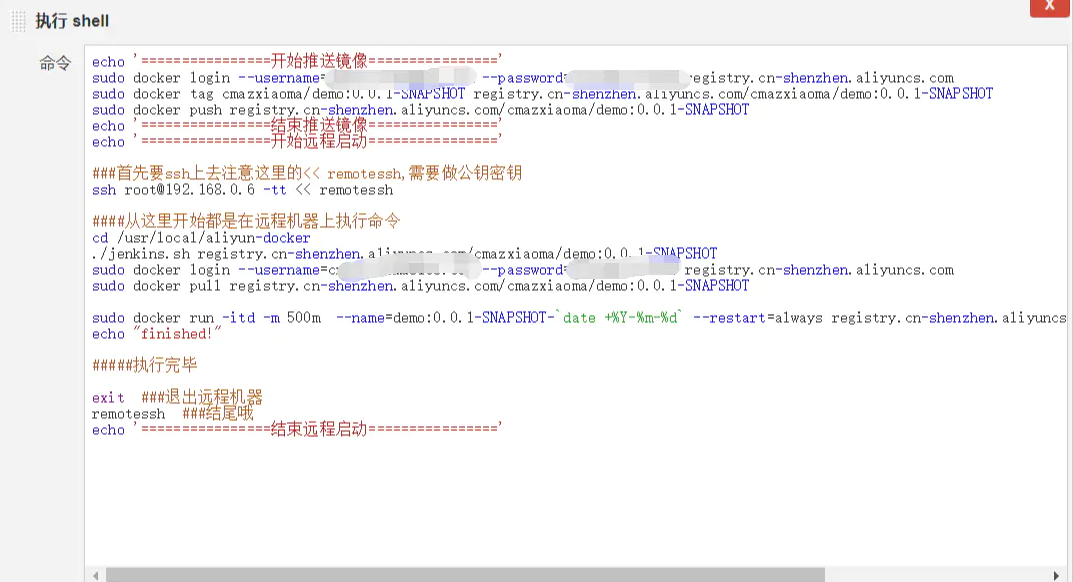 执行 shell
X
命令
echo '================开始推送镜像================'
sudo docker login --username= --password= registry.cn-shenzhen.aliyuncs.com
sudo docker tag cmazxiaoma/demo:0.0.1-SNAPSHOT registry.cn-shenzhen.aliyuncs.com/cmazxiaoma/demo:0.0.1-SNAPSHOT
sudo docker push registry.cn-shenzhen.aliyuncs.com/cmazxiaoma/demo:0.0.1-SNAPSHOT
echo '================结束推送镜像================'
echo '================开始远程启动================'
###首先要ssh上去注意这里的<< remotessh,需要做公钥密钥
ssh root@192.168.0.6 -tt << remotessh
####从这里开始都是在远程机器上执行命令
cd /usr/local/aliyun-docker
./jenkins.sh registry.cn-shenzhen.aliyuncs.com/cmazxiaoma/demo:0.0.1-SNAPSHOT
sudo docker login --username= --password= registry.cn-shenzhen.aliyuncs.com
sudo docker pull registry.cn-shenzhen.aliyuncs.com/cmazxiaoma/demo:0.0.1-SNAPSHOT
sudo docker run -itd -m 500m --name=demo:0.0.1-SNAPSHOT-`date +%Y-%m-%d` --restart=always registry.cn-shenzhen.aliyuncs
echo "finished!"
#####执行完毕
exit ###退出远程机器
remotessh ###结尾哦
echo '================结束远程启动================'